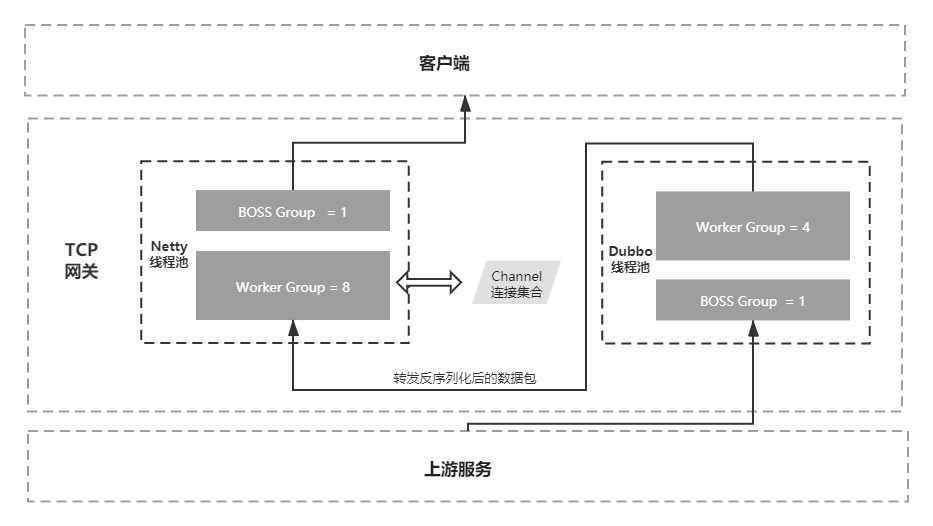 客户端
TCP
网关
Netty
线程池
BOSS Group = 1
Worker Group = 8
Channel
连接集合
Dubbo
线程池
Worker Group = 4
BOSS Group = 1
转发反序列化后的数据包
上游服务